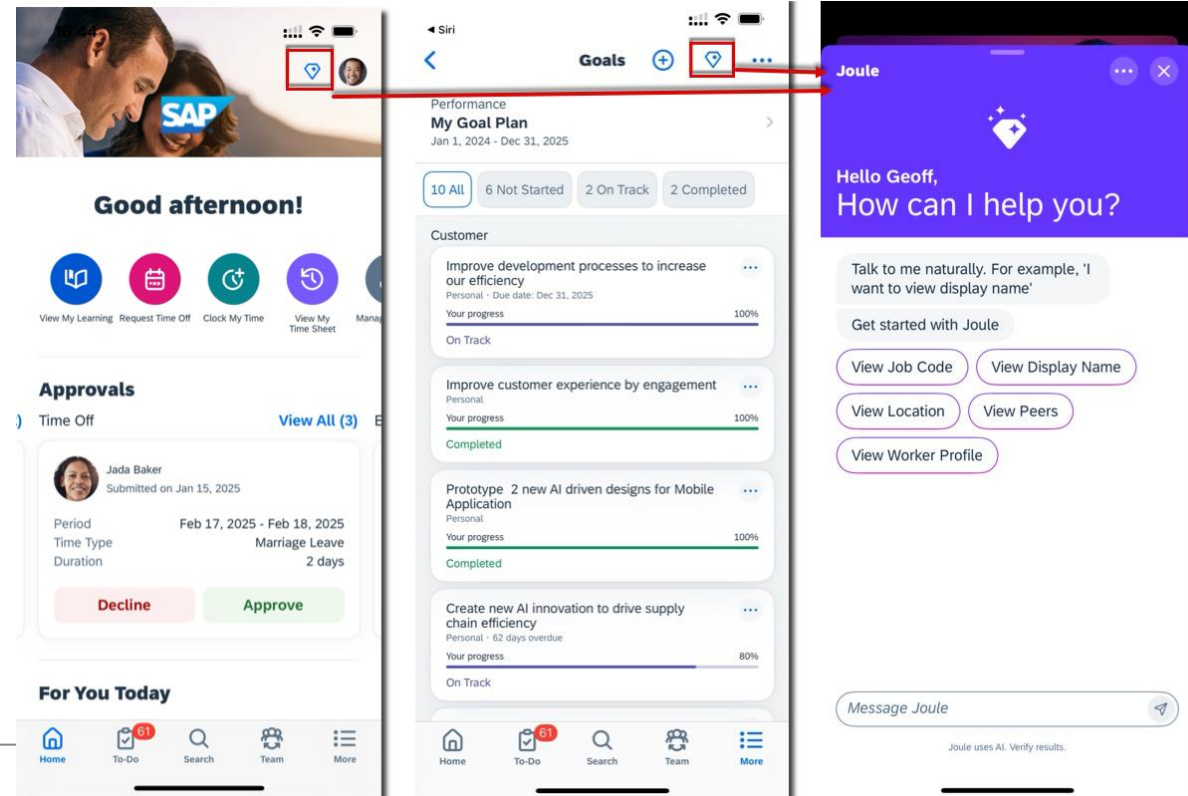 16:44
SAP
Good afternoon!
View My Learning
Request Time Off
Clock My Time
View My
Time Sheet
Manag
Approvals
Time Off
View All (3)
E
)
Jada Baker
Submitted on Jan 15, 2025
Period
Feb 17, 2025 - Feb 18, 2025
Time Type
Marriage Leave
Duration
2 days
Decline
Approve
For You Today
61
Home
To-Do
Search
Team
More
◄ Siri
Goals
Performance
My Goal Plan
Jan 1, 2024 - Dec 31, 2025
10 All
6 Not Started
2 On Track
2 Completed
Customer
Improve development processes to increase
our efficiency
Personal · Due date: Dec 31, 2025
Your progress
100%
On Track
Improve customer experience by engagement
Personal
Your progress
100%
Completed
Prototype 2 new AI driven designs for Mobile
Application
Personal
Your progress
100%
Completed
Create new AI innovation to drive supply
chain efficiency
Personal · 62 days overdue
Your progress
80%
On Track
61
Home
To-Do
Search
Team
More
Joule
Hello Geoff,
How can I help you?
Talk to me naturally. For example, 'I
want to view display name'
Get started with Joule
View Job Code
View Display Name
View Location
View Peers
View Worker Profile
Message Joule
Joule uses AI. Verify results.